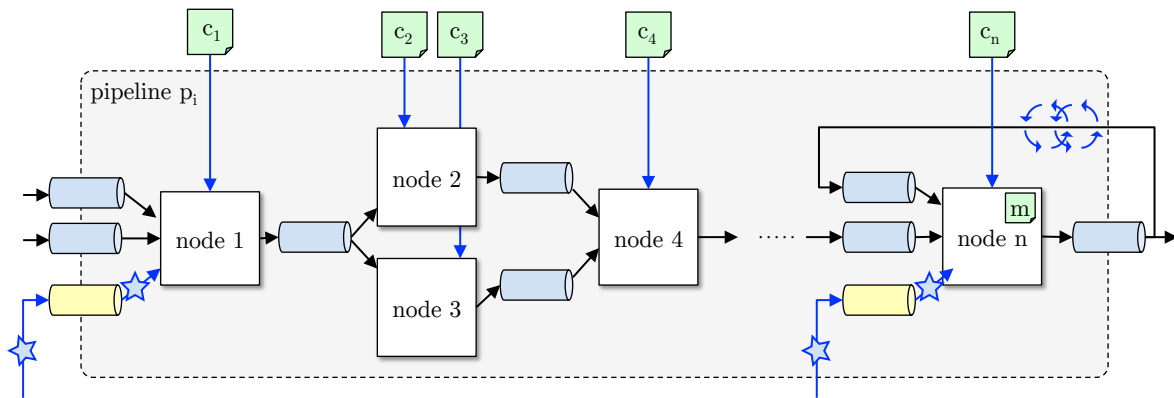 c₁
c₂
c₃
c₄
cₙ
pipeline pᵢ
node 1
node 2
node 3
node 4
.....
m
node n